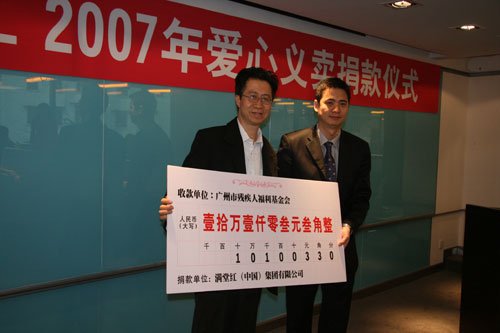 2007年爱心义卖捐款仪式
收款单位：广州市残疾人福利基金会
人民币
（大写）
壹拾万壹仟零叁元叁角整
千 百 十 万 千 百 十 元 角 分
1 0 1 0 0 3 3 0
捐款单位：满堂红（中国）集团有限公司